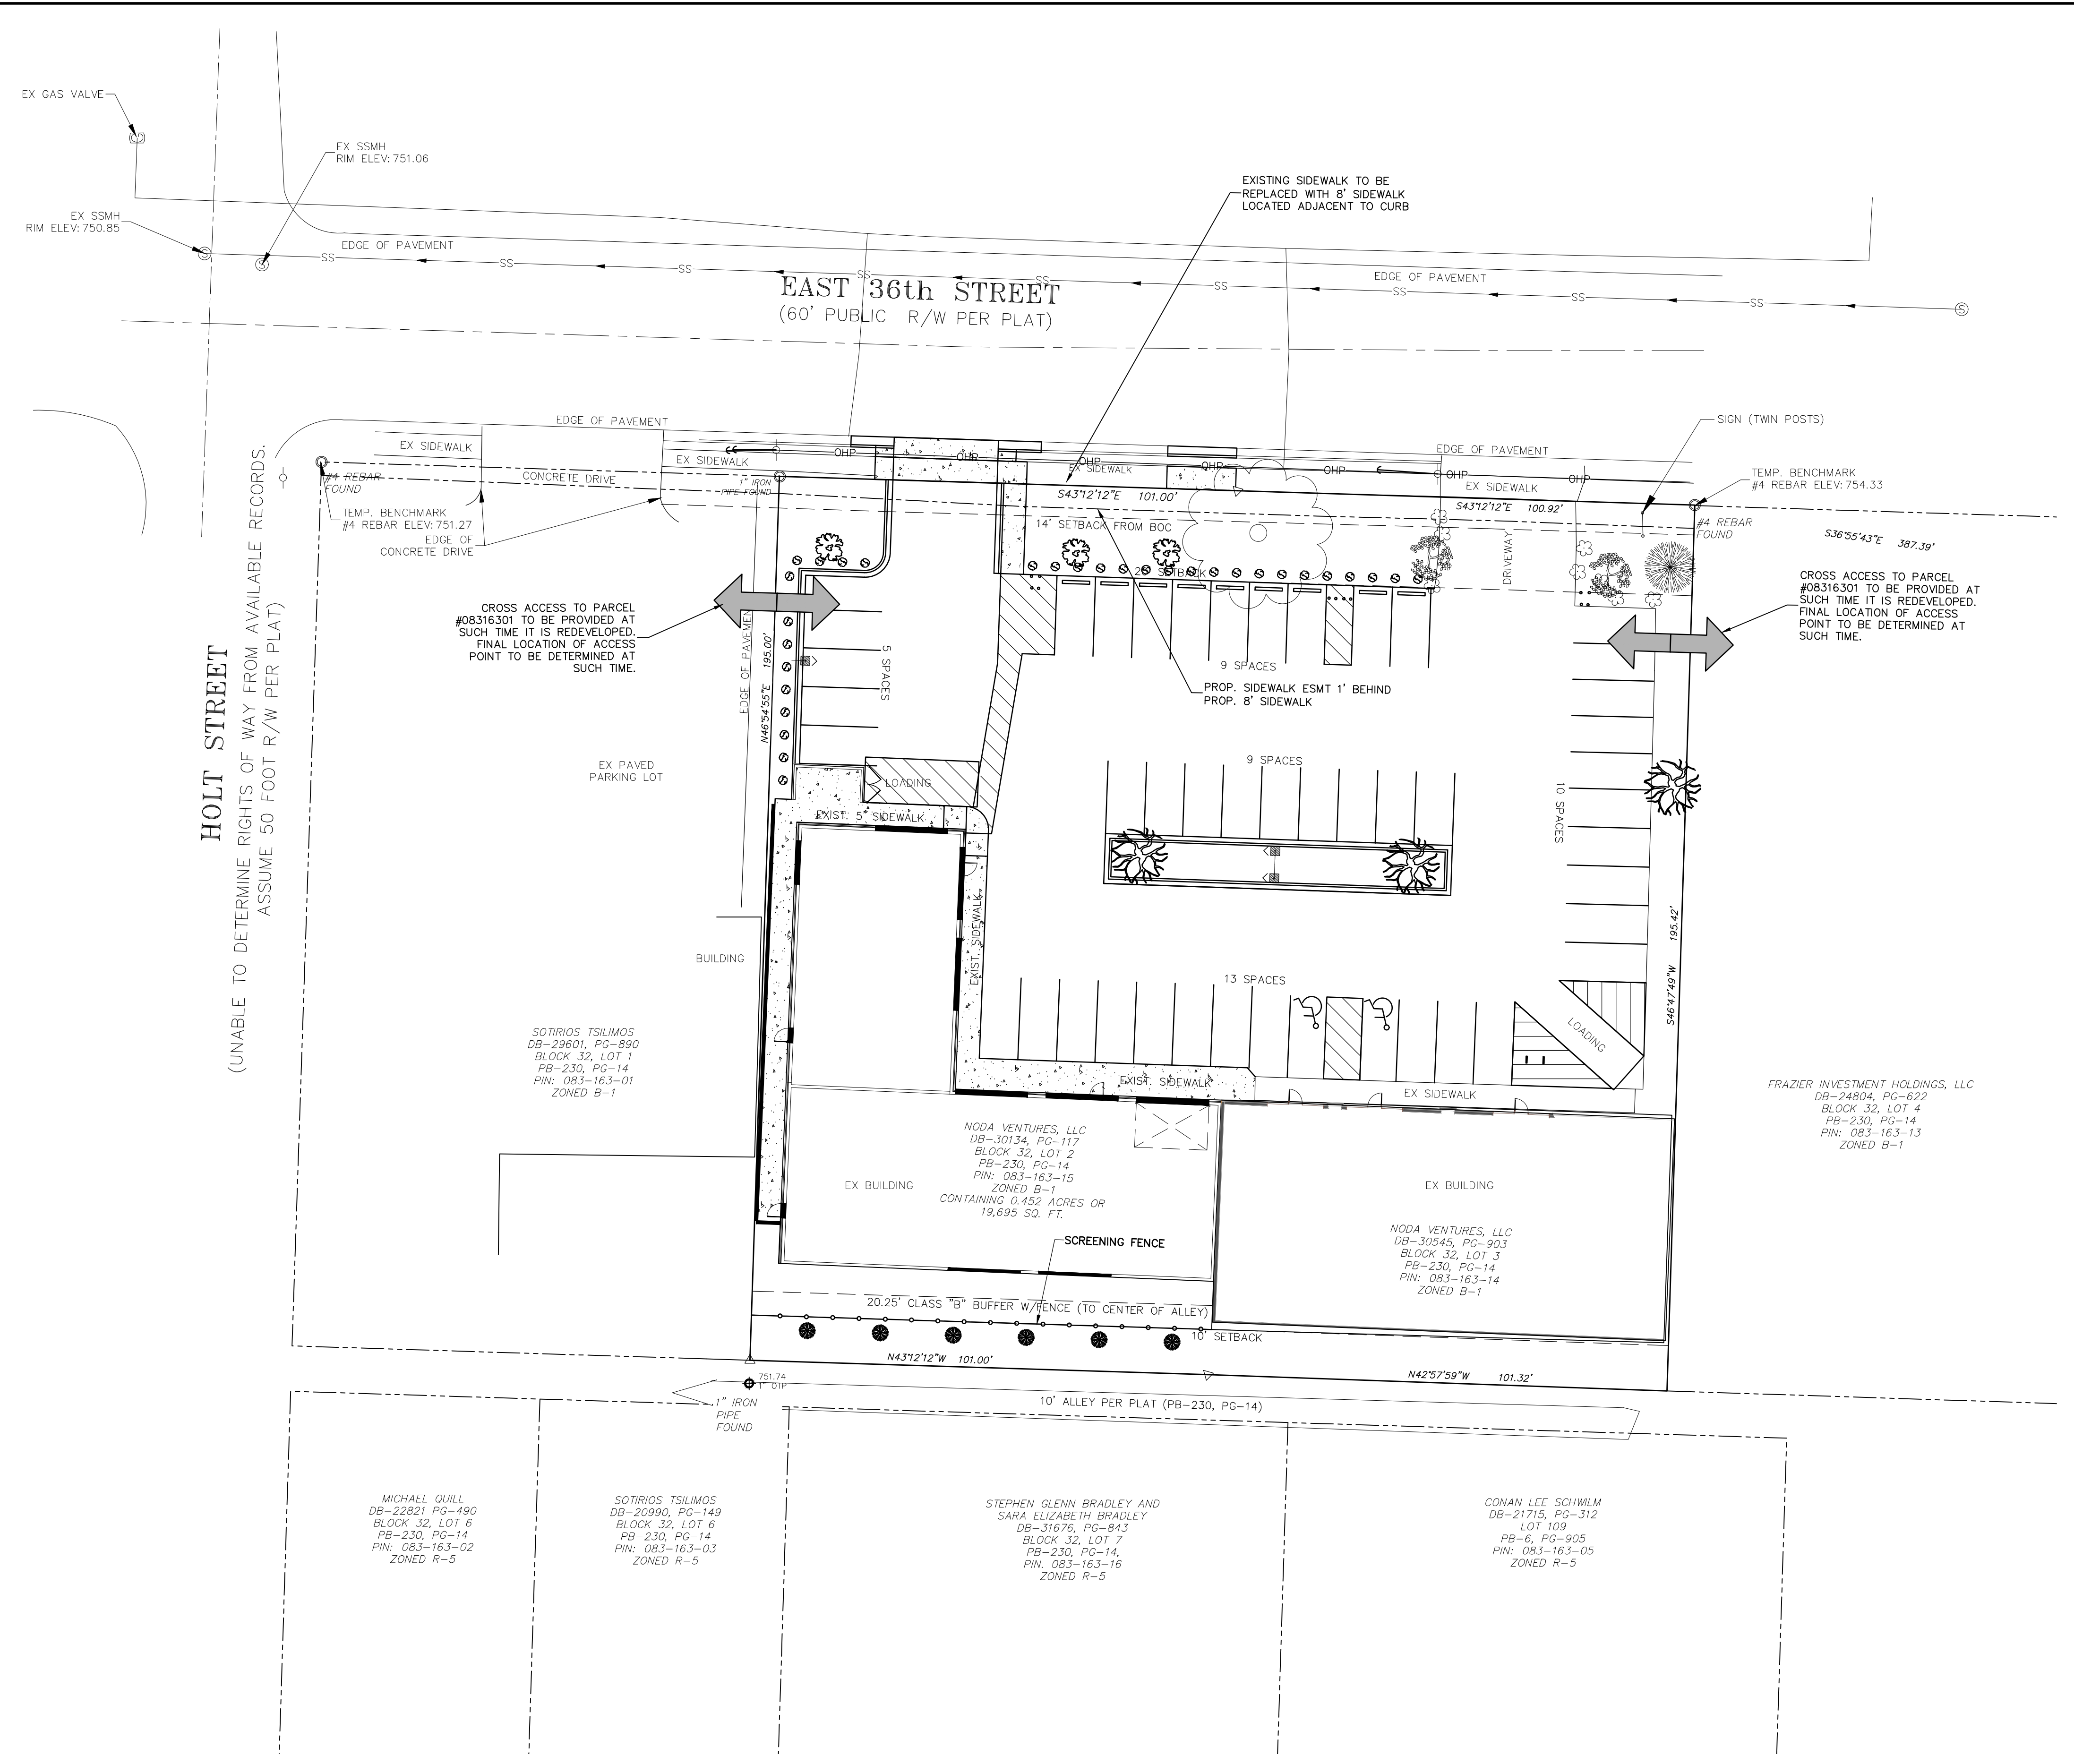 EX GAS VALVE
EX SSMH
RIM ELEV: 751.06
EX SSMH
RIM ELEV: 750.85
EXISTING SIDEWALK TO BE
REPLACED WITH 8' SIDEWALK
LOCATED ADJACENT TO CURB
EDGE OF PAVEMENT
SS
SS
SS
SS
SS
SS
SS
SS
SS
EDGE OF PAVEMENT
EAST 36th STREET
(60' PUBLIC R/W PER PLAT)
EDGE OF PAVEMENT
SIGN (TWIN POSTS)
EX SIDEWALK
EX SIDEWALK
OHP
OHP
OHP
OHP
OHP
OHP
OHP
EX SIDEWALK
EDGE OF PAVEMENT
EX SIDEWALK
#4 REBAR
FOUND
CONCRETE DRIVE
1" IRON
PIPE FOUND
TEMP. BENCHMARK
#4 REBAR ELEV: 754.33
S43°12'12"E 101.00'
S43°12'12"E 100.92'
TEMP. BENCHMARK
#4 REBAR ELEV: 751.27
EDGE OF
CONCRETE DRIVE
14' SETBACK FROM BOC
#4 REBAR
FOUND
S36°55'43"E 387.39'
SETBACK
DRIVEWAY
CROSS ACCESS TO PARCEL
#08316301 TO BE PROVIDED AT
SUCH TIME IT IS REDEVELOPED.
FINAL LOCATION OF ACCESS
POINT TO BE DETERMINED AT
SUCH TIME.
CROSS ACCESS TO PARCEL
#08316301 TO BE PROVIDED AT
SUCH TIME IT IS REDEVELOPED.
FINAL LOCATION OF ACCESS
POINT TO BE DETERMINED AT
SUCH TIME.
HOLT STREET
(UNABLE TO DETERMINE RIGHTS OF WAY FROM AVAILABLE RECORDS.
ASSUME 50 FOOT R/W PER PLAT)
EDGE OF PAVEMENT
N46°54'55"E 195.00'
5 SPACES
9 SPACES
PROP. SIDEWALK ESMT 1' BEHIND
PROP. 8' SIDEWALK
EX PAVED
PARKING LOT
LOADING
9 SPACES
10 SPACES
EXIST. 5' SIDEWALK
EXIST. SIDEWALK
S46°47'49"W 195.42'
BUILDING
13 SPACES
LOADING
SOTIRIOS TSILIMOS
DB-29601, PG-890
BLOCK 32, LOT 1
PB-230, PG-14
PIN: 083-163-01
ZONED B-1
EXIST. SIDEWALK
EX SIDEWALK
FRAZIER INVESTMENT HOLDINGS, LLC
DB-24804, PG-622
BLOCK 32, LOT 4
PB-230, PG-14
PIN: 083-163-13
ZONED B-1
NODA VENTURES, LLC
DB-30134, PG-117
BLOCK 32, LOT 2
PB-230, PG-14
PIN: 083-163-15
ZONED B-1
CONTAINING 0.452 ACRES OR
19,695 SQ. FT.
EX BUILDING
EX BUILDING
NODA VENTURES, LLC
DB-30545, PG-903
BLOCK 32, LOT 3
PB-230, PG-14
PIN: 083-163-14
ZONED B-1
SCREENING FENCE
20.25' CLASS "B" BUFFER W/FENCE (TO CENTER OF ALLEY)
10' SETBACK
N43°12'12"W 101.00'
N42°57'59"W 101.32'
751.74
1" OTP
1" IRON
PIPE
FOUND
10' ALLEY PER PLAT (PB-230, PG-14)
MICHAEL QUILL
DB-22821 PG-490
BLOCK 32, LOT 6
PB-230, PG-14
PIN: 083-163-02
ZONED R-5
SOTIRIOS TSILIMOS
DB-20990, PG-149
BLOCK 32, LOT 6
PB-230, PG-14
PIN: 083-163-03
ZONED R-5
STEPHEN GLENN BRADLEY AND
SARA ELIZABETH BRADLEY
DB-31676, PG-843
BLOCK 32, LOT 7
PB-230, PG-14,
PIN. 083-163-16
ZONED R-5
CONAN LEE SCHWILM
DB-21715, PG-312
LOT 109
PB-6, PG-905
PIN: 083-163-05
ZONED R-5